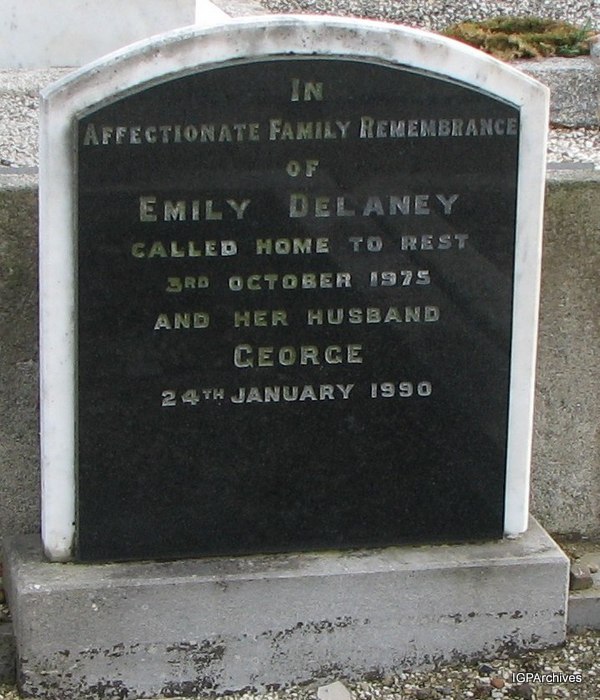 IN
AFFECTIONATE FAMILY REMEMBRANCE
OF
EMILY DELANEY
CALLED HOME TO REST
3RD OCTOBER 1975
AND HER HUSBAND
GEORGE
24TH JANUARY 1990
IGPArchives